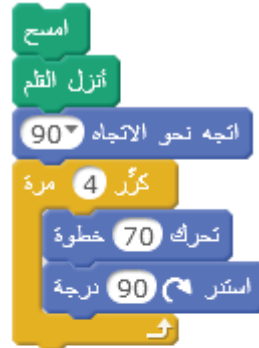 امسح
أنزل القلم
اتجه نحو الاتجاه 90
كرِّر 4 مرة
تحرك 70 خطوة
استدر 90 درجة